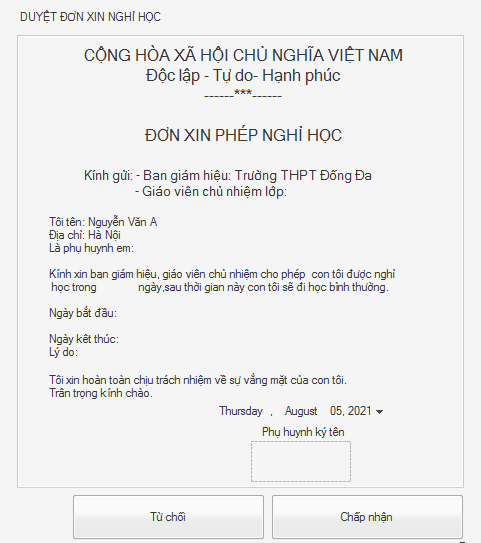 DUYỆT ĐƠN XIN NGHỈ HỌC
CỘNG HÒA XÃ HỘI CHỦ NGHĨA VIỆT NAM
Độc lập - Tự do- Hạnh phúc
------***------
ĐƠN XIN PHÉP NGHỈ HỌC
Kính gửi: - Ban giám hiệu: Trường THPT Đống Đa
- Giáo viên chủ nhiệm lớp:
Tôi tên: Nguyễn Văn A
Địa chỉ: Hà Nội
Là phụ huynh em:
Kính xin ban giám hiệu, giáo viên chủ nhiệm cho phép con tôi được nghỉ
học trong ngày,sau thời gian này con tôi sẽ đi học bình thường.
Ngày bắt đầu:
Ngày kết thúc:
Lý do:
Tôi xin hoàn toàn chịu trách nhiệm về sự vắng mặt của con tôi.
Trân trọng kính chào.
Thursday , August 05, 2021
Phụ huynh ký tên
Từ chối Chấp nhận